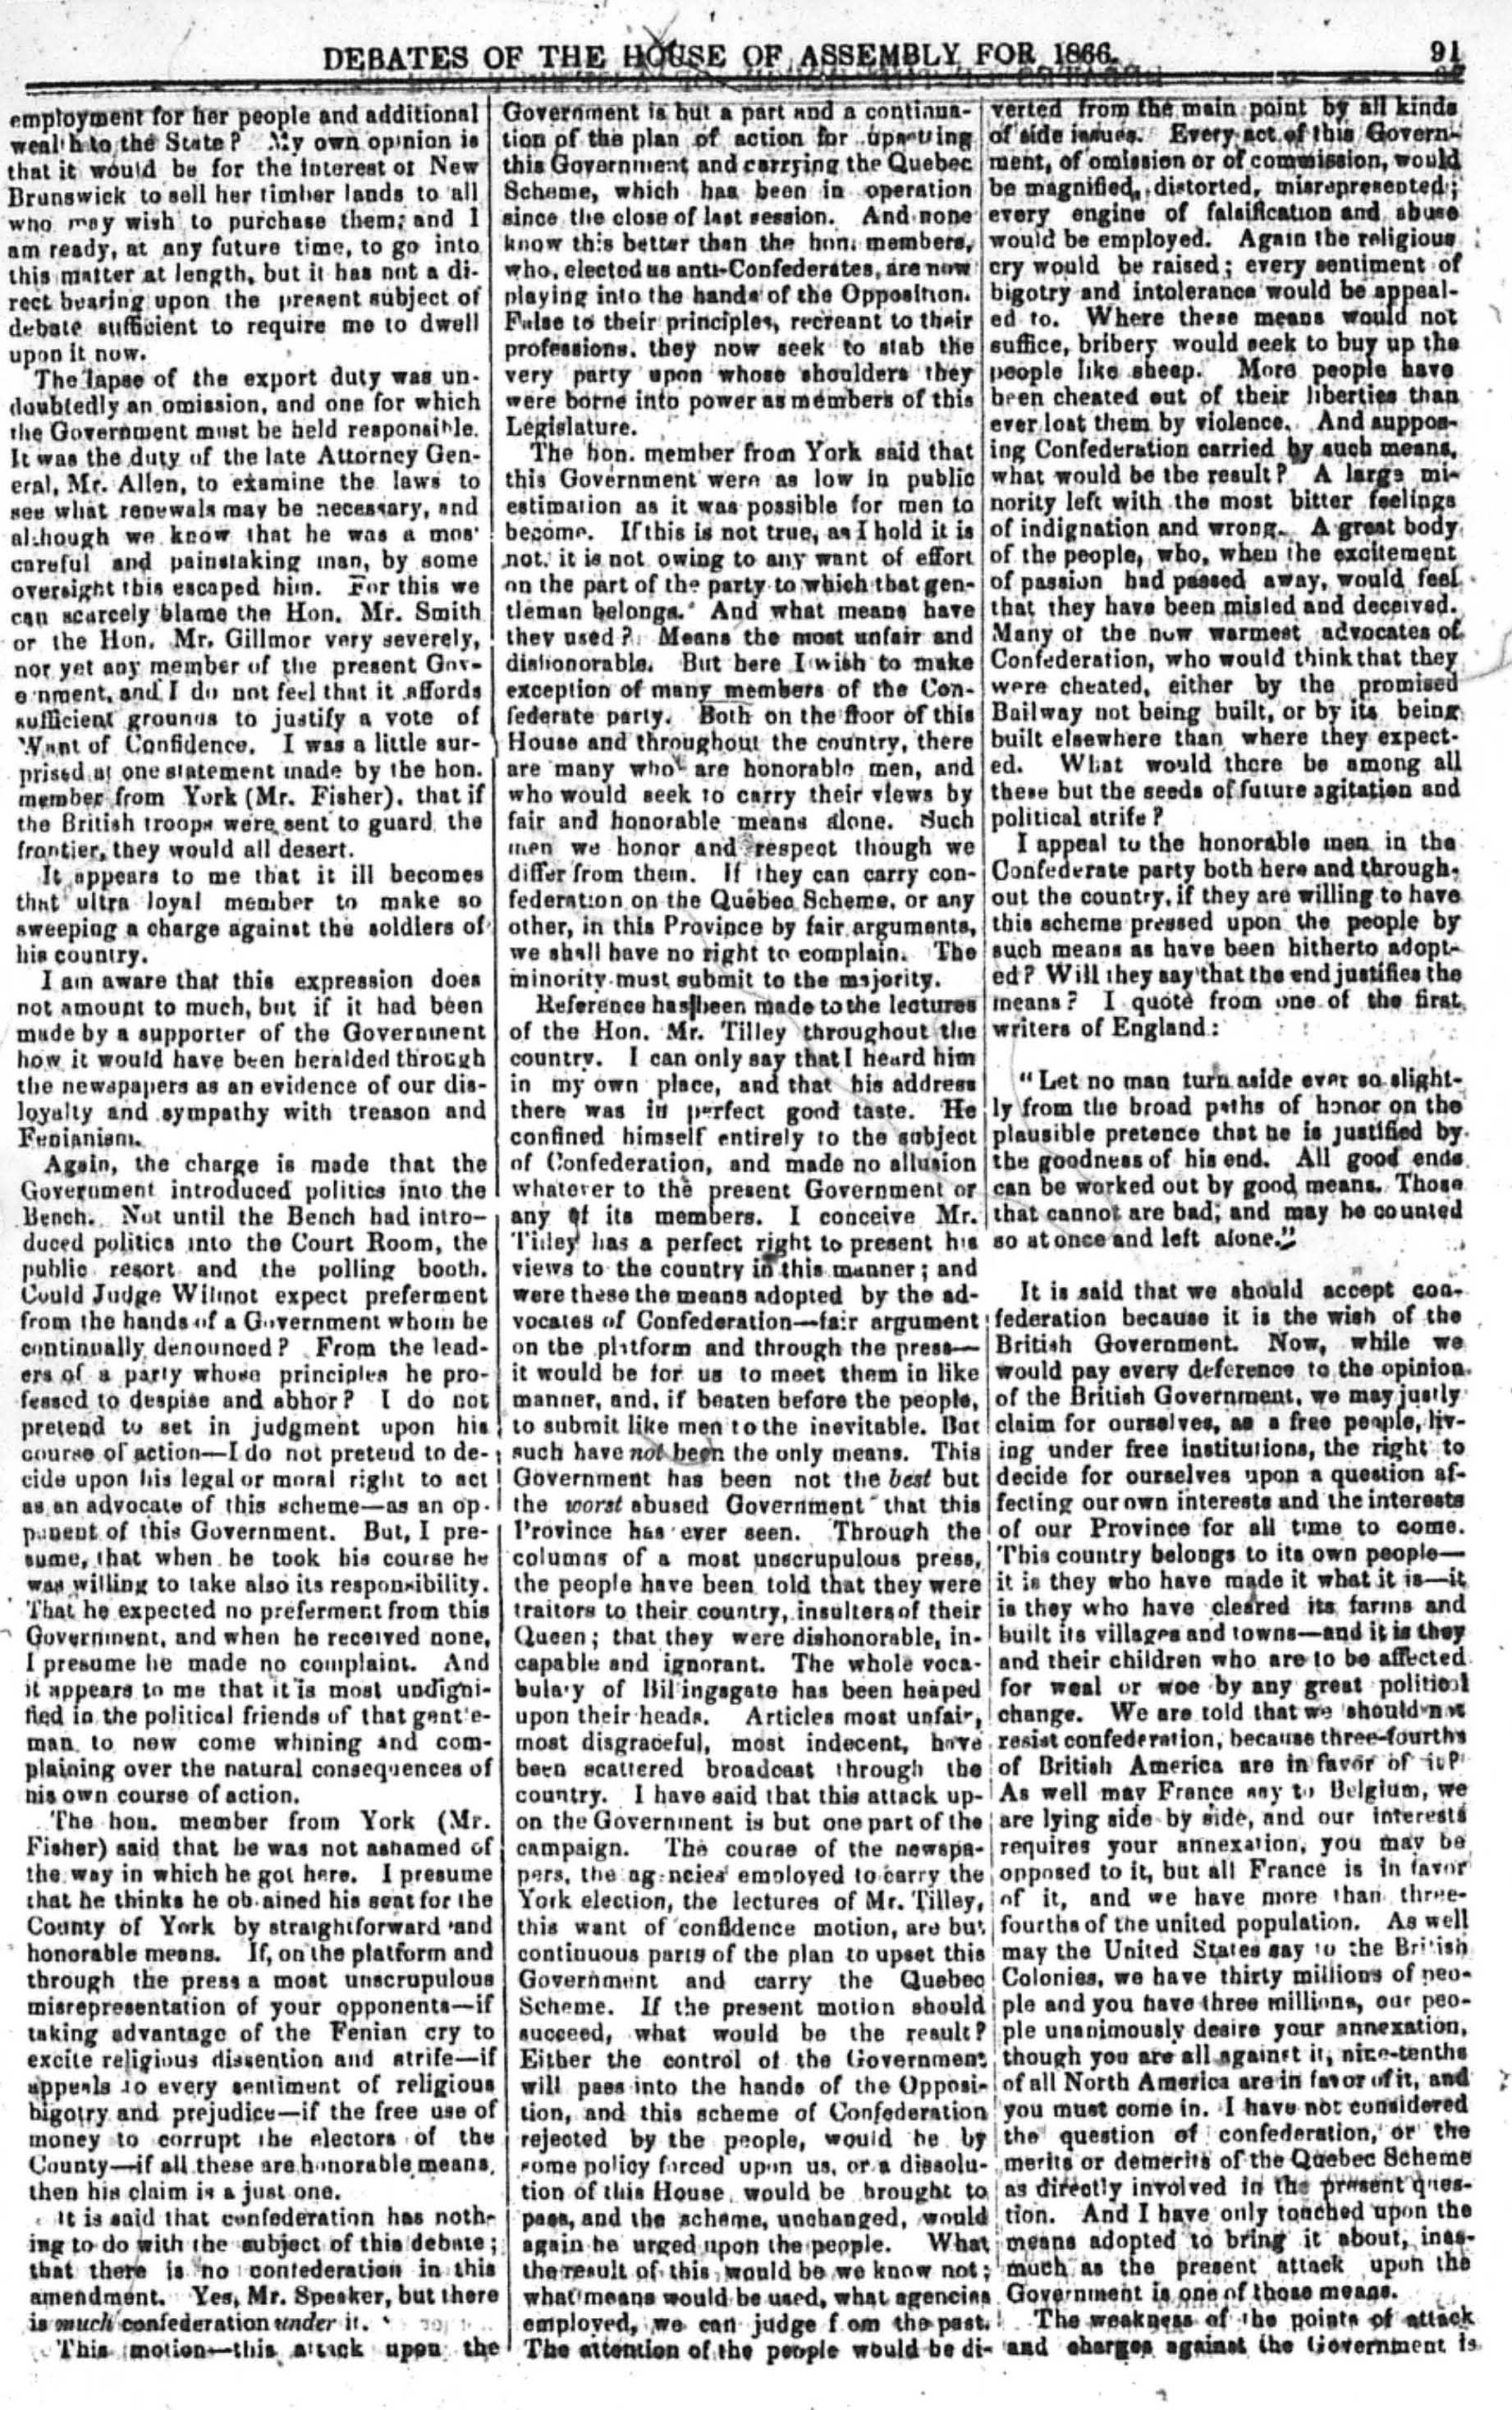 DEBATES OF THE HOUSE OF ASSEMBLY FOR 1866. 91
employment for her people and additional
wealth to the State? My own opinion is
that it would be for the interest of New
Brunswick to sell her timber lands to all
who may wish to purchase them; and I
am ready, at any future time, to go into
this matter at length, but it has not a di-
rect bearing upon the present subject of
debate sufficient to require me to dwell
upon it now.
The lapse of the export duty was un-
doubtedly an omission, and one for which
the Government must be held responsible.
It was the duty of the late Attorney Gen-
eral, Mr. Allen, to examine the laws to
see what renewals may be necessary, and
although we know that he was a most
careful and painstaking man, by some
oversight this escaped him. For this we
can scarcely blame the Hon. Mr. Smith
or the Hon. Mr. Gillmor very severely,
nor yet any member of the present Gov-
ernment, and I do not feel that it affords
sufficient grounds to justify a vote of
Want of Confidence. I was a little sur-
prised at one statement made by the hon.
member from York (Mr. Fisher), that if
the British troops were sent to guard the
frontier, they would all desert.
It appears to me that it ill becomes
that ultra loyal member to make so
sweeping a charge against the soldiers of
his country.
I am aware that this expression does
not amount to much, but if it had been
made by a supporter of the Government
how it would have been heralded through
the newspapers as an evidence of our dis-
loyalty and sympathy with treason and
Fenianism.
Again, the charge is made that the
Government introduced politics into the
Bench. Not until the Bench had intro-
duced politics into the Court Room, the
public resort and the polling booth.
Could Judge Wilmot expect preferment
from the hands of a Government whom he
continually denounced? From the lead-
ers of a party whose principles he pro-
fessed to despise and abhor? I do not
pretend to set in judgment upon his
course of action—I do not pretend to de-
cide upon his legal or moral right to act
as an advocate of this scheme—as an op-
ponent of this Government. But, I pre-
sume, that when he took his course he
was willing to take also its responsibility.
That he expected no preferment from this
Government, and when he received none,
I presume he made no complaint. And
it appears to me that it is most undigni-
fied in the political friends of that gentle-
man to now come whining and com-
plaining over the natural consequences of
his own course of action.
The hon. member from York (Mr.
Fisher) said that he was not ashamed of
the way in which he got here. I presume
that he thinks he obtained his seat for the
County of York by straightforward and
honorable means. If, on the platform and
through the press a most unscrupulous
misrepresentation of your opponents—if
taking advantage of the Fenian cry to
excite religious dissention and strife—if
appeals to every sentiment of religious
bigotry and prejudice—if the free use of
money to corrupt the electors of the
County—if all these are honorable means,
then his claim is a just one.
It is said that confederation has noth-
ing to do with the subject of this debate;
that there is no confederation in this
amendment. Yes, Mr. Speaker, but there
is much confederation under it.
This motion—this attack upon the
Government is but a part and a continua-
tion of the plan of action for upsetting
this Government and carrying the Quebec
Scheme, which has been in operation
since the close of last session. And none
know this better than the hon. members,
who, elected as anti-Confederates, are now
playing into the hands of the Opposition.
False to their principles, recreant to their
professions, they now seek to stab the
very party upon whose shoulders they
were borne into power as members of this
Legislature.
The hon. member from York said that
this Government were as low in public
estimation as it was possible for men to
become. If this is not true, as I hold it is
not, it is not owing to any want of effort
on the part of the party to which that gen-
tleman belongs. And what means have
they used? Means the most unfair and
dishonorable. But here I wish to make
exception of many members of the Con-
federate party. Both on the floor of this
House and throughout the country, there
are many who are honorable men, and
who would seek to carry their views by
fair and honorable means alone. Such
men we honor and respect though we
differ from them. If they can carry con-
federation on the Quebec Scheme, or any
other, in this Province by fair arguments,
we shall have no right to complain. The
minority must submit to the majority.
Reference has been made to the lectures
of the Hon. Mr. Tilley throughout the
country. I can only say that I heard him
in my own place, and that his address
there was in perfect good taste. He
confined himself entirely to the subject
of Confederation, and made no allusion
whatever to the present Government or
any of its members. I conceive Mr.
Tilley has a perfect right to present his
views to the country in this manner; and
were these the means adopted by the ad-
vocates of Confederation—fair argument
on the platform and through the press—
it would be for us to meet them in like
manner, and, if beaten before the people,
to submit like men to the inevitable. But
such have not been the only means. This
Government has been not the best but
the worst abused Government that this
Province has ever seen. Through the
columns of a most unscrupulous press,
the people have been told that they were
traitors to their country, insulters of their
Queen; that they were dishonorable, in-
capable and ignorant. The whole voca-
bulary of Billingsgate has been heaped
upon their heads. Articles most unfair,
most disgraceful, most indecent, have
been scattered broadcast through the
country. I have said that this attack up-
on the Government is but one part of the
campaign. The course of the newspa-
pers, the agencies employed to carry the
York election, the lectures of Mr. Tilley,
this want of confidence motion, are but
continuous parts of the plan to upset this
Government and carry the Quebec
Scheme. If the present motion should
succeed, what would be the result?
Either the control of the Government
will pass into the hands of the Opposi-
tion, and this scheme of Confederation
rejected by the people, would be by
some policy forced upon us, or a dissolu-
tion of this House would be brought to
pass, and the scheme, unchanged, would
again be urged upon the people. What
the result of this would be we know not;
what means would be used, what agencies
employed, we can judge from the past.
The attention of the people would be di-
verted from the main point by all kinds
of side issues. Every act of this Govern-
ment, of omission or of commission, would
be magnified, distorted, misrepresented;
every engine of falsification and abuse
would be employed. Again the religious
cry would be raised; every sentiment of
bigotry and intolerance would be appeal-
ed to. Where these means would not
suffice, bribery would seek to buy up the
people like sheep. More people have
been cheated out of their liberties than
ever lost them by violence. And suppos-
ing Confederation carried by such means,
what would be the result? A large mi-
nority left with the most bitter feelings
of indignation and wrong. A great body
of the people, who, when the excitement
of passion had passed away, would feel
that they have been misled and deceived.
Many of the now warmest advocates of
Confederation, who would think that they
were cheated, either by the promised
Railway not being built, or by its being
built elsewhere than where they expect-
ed. What would there be among all
these but the seeds of future agitation and
political strife?
I appeal to the honorable men in the
Confederate party both here and through-
out the country, if they are willing to have
this scheme pressed upon the people by
such means as have been hitherto adopt-
ed? Will they say that the end justifies the
means? I quote from one of the first
writers of England:
"Let no man turn aside ever so slight-
ly from the broad paths of honor on the
plausible pretence that he is justified by
the goodness of his end. All good ends
can be worked out by good means. Those
that cannot are bad; and may be counted
so at once and left alone."
It is said that we should accept con-
federation because it is the wish of the
British Government. Now, while we
would pay every deference to the opinion
of the British Government, we may justly
claim for ourselves, as a free people, liv-
ing under free institutions, the right to
decide for ourselves upon a question af-
fecting our own interests and the interests
of our Province for all time to come.
This country belongs to its own people—
it is they who have made it what it is—it
is they who have cleared its farms and
built its villages and towns—and it is they
and their children who are to be affected
for weal or woe by any great political
change. We are told that we should not
resist confederation, because three-fourths
of British America are in favor of it?
As well may France say to Belgium, we
are lying side by side, and our interests
requires your annexation, you may be
opposed to it, but all France is in favor
of it, and we have more than three-
fourths of the united population. As well
may the United States say to the British
Colonies, we have thirty millions of peo-
ple and you have three millions, our peo-
ple unanimously desire your annexation,
though you are all against it, nine-tenths
of all North America are in favor of it, and
you must come in. I have not considered
the question of confederation, or the
merits or demerits of the Quebec Scheme
as directly involved in the present ques-
tion. And I have only touched upon the
means adopted to bring it about, inas-
much as the present attack upon the
Government is one of those means.
The weakness of the points of attack
and charges against the Government is